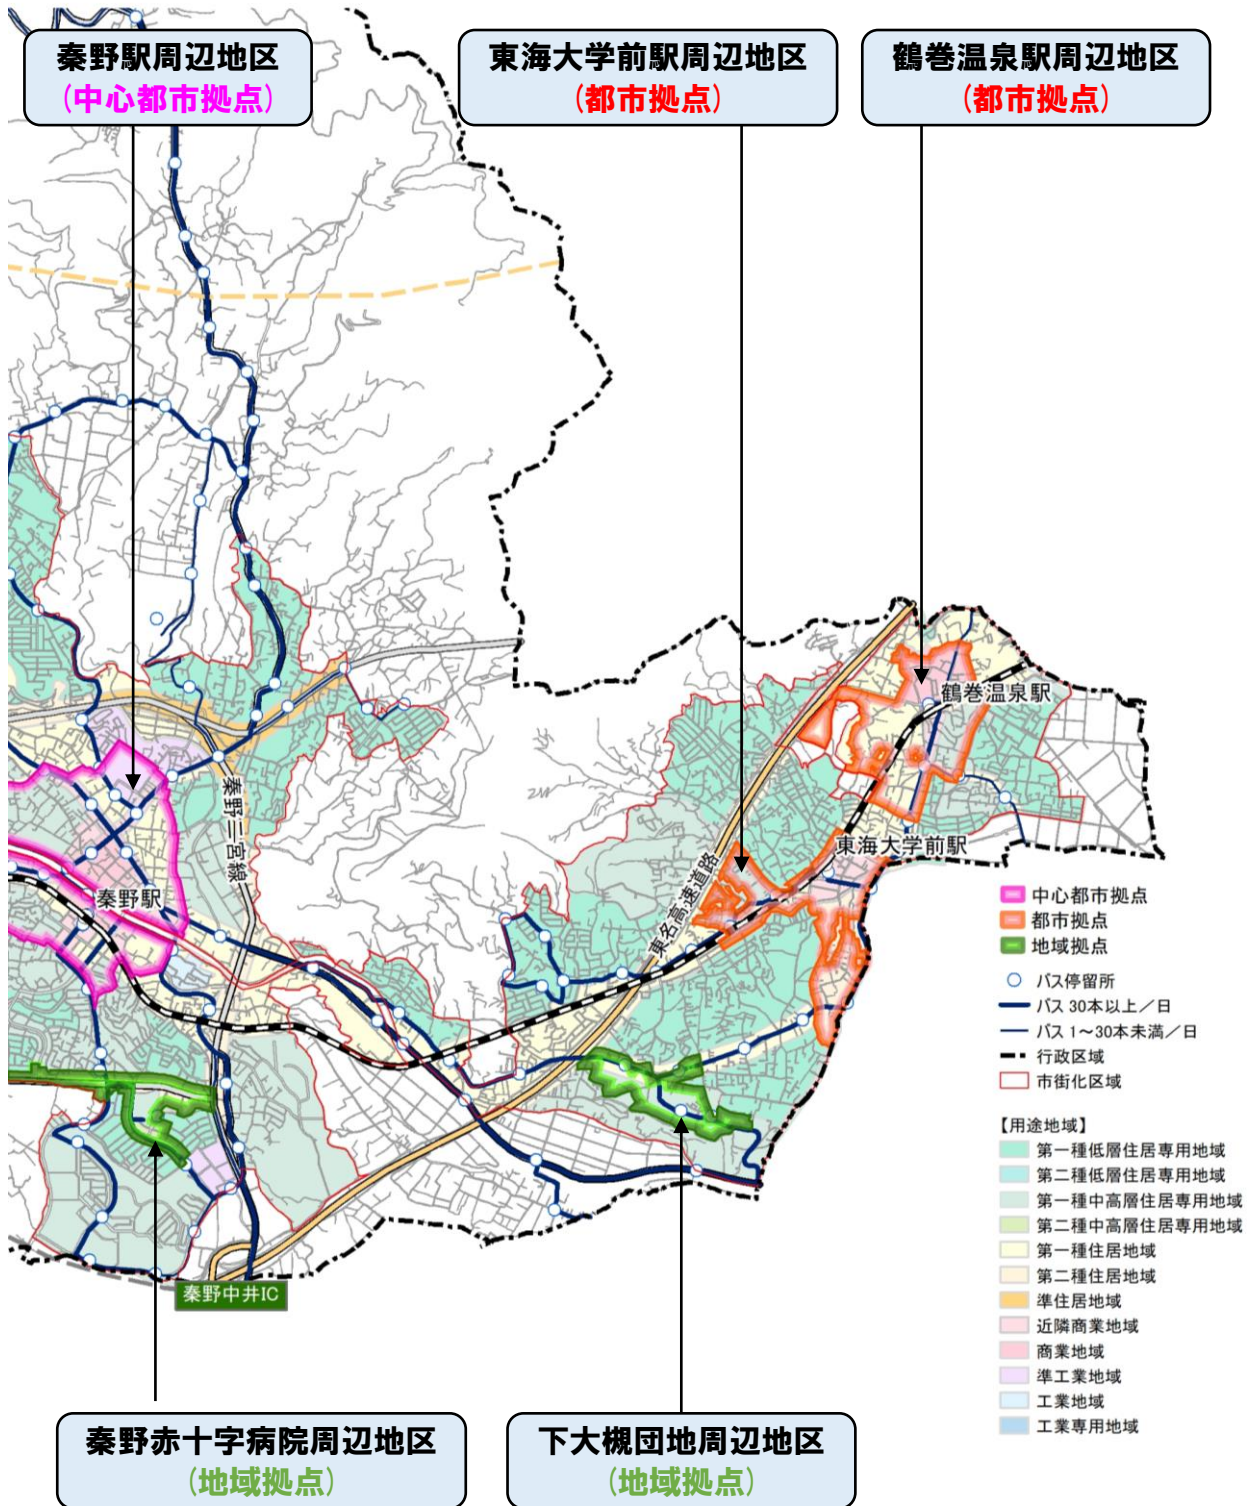 秦野駅周辺地区
(中心都市拠点)
東海大学前駅周辺地区
(都市拠点)
鶴巻温泉駅周辺地区
(都市拠点)
鶴巻温泉駅
秦野二宮線
東海大学前駅
東名高速道路
秦野駅
中心都市拠点
都市拠点
地域拠点
バス停留所
バス 30本以上／日
バス 1～30本未満／日
行政区域
市街化区域
【用途地域】
第一種低層住居専用地域
第二種低層住居専用地域
第一種中高層住居専用地域
第二種中高層住居専用地域
第一種住居地域
第二種住居地域
準住居地域
近隣商業地域
商業地域
準工業地域
工業地域
工業専用地域
秦野中井IC
秦野赤十字病院周辺地区
(地域拠点)
下大槻団地周辺地区
(地域拠点)